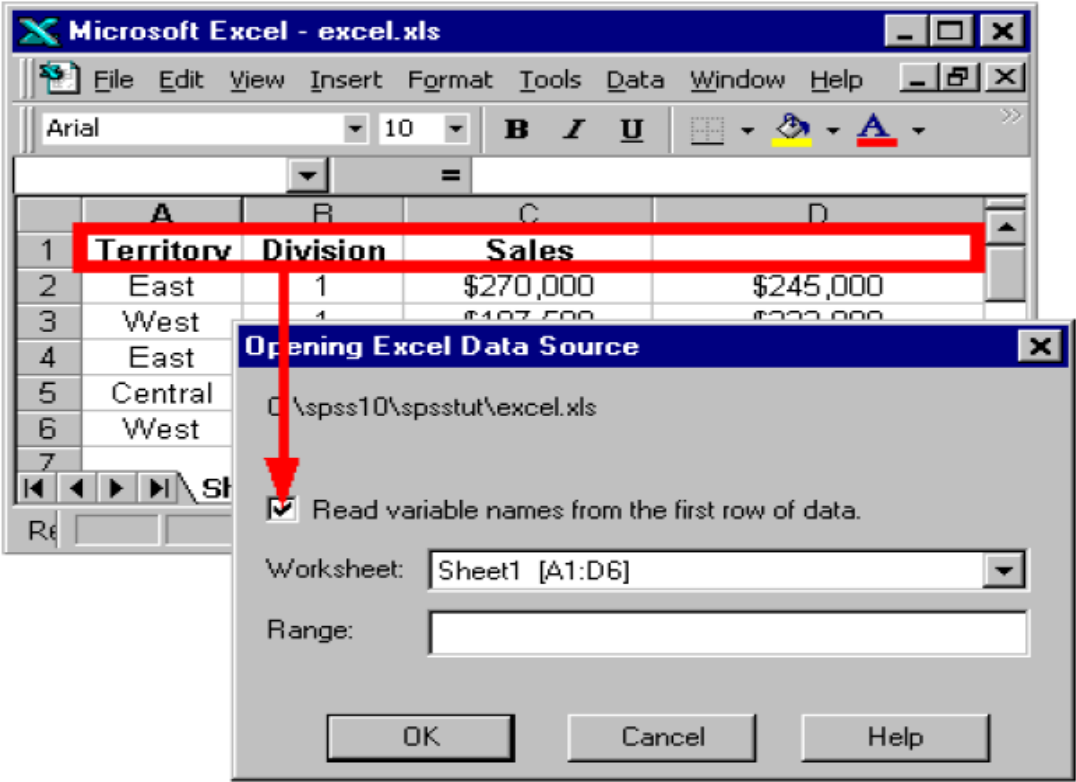 Microsoft Excel - excel.xls
File Edit View Insert Format Tools Data Window Help
Arial 10 B I U A
=
A B C D
1 Territory Division Sales
2 East 1 $270,000 $245,000
3 West 1
4 East
5 Central
6 West
7
Opening Excel Data Source
\spss10\spsstut\excel.xls
Read variable names from the first row of data.
Worksheet: Sheet1 [A1:D6]
Range:
OK Cancel Help